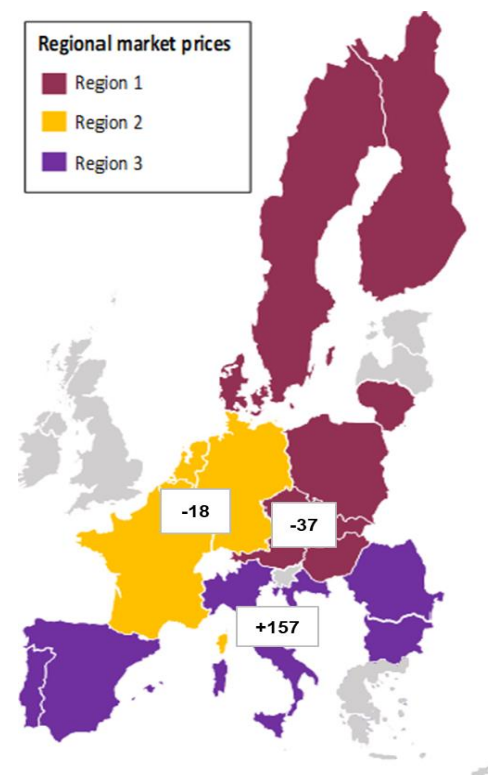 Regional market prices
Region 1
Region 2
Region 3
-18
-37
+157